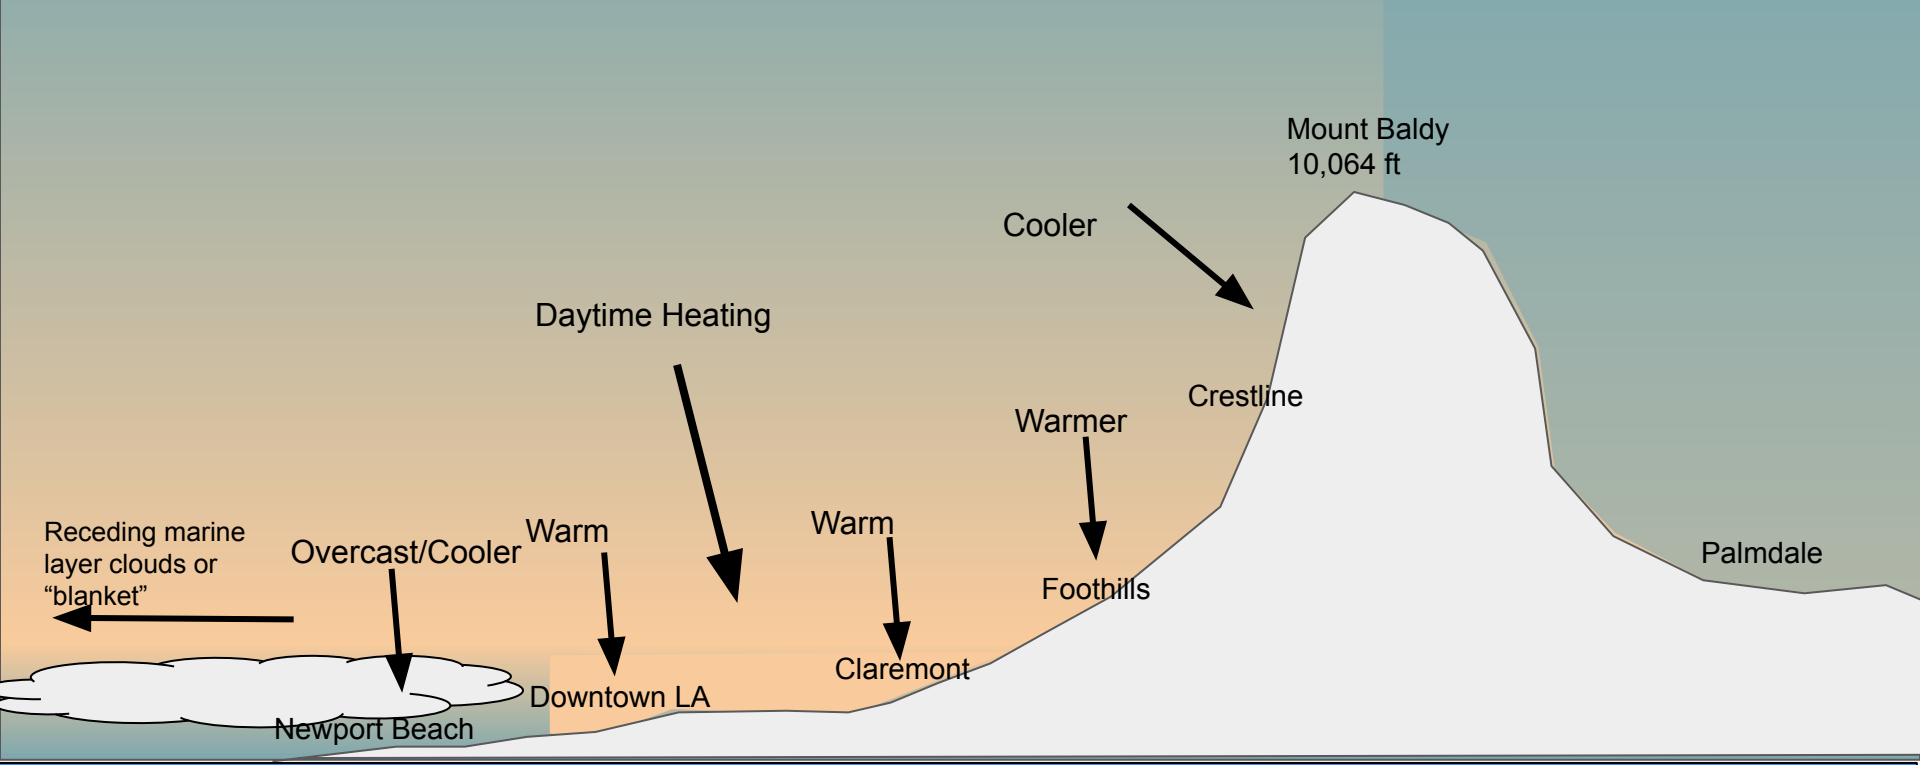 Mount Baldy
10,064 ft
Cooler
Daytime Heating
Crestline
Warmer
Receding marine
layer clouds or
“blanket”
Overcast/Cooler
Warm
Warm
Palmdale
Foothills
Claremont
Downtown LA
Newport Beach